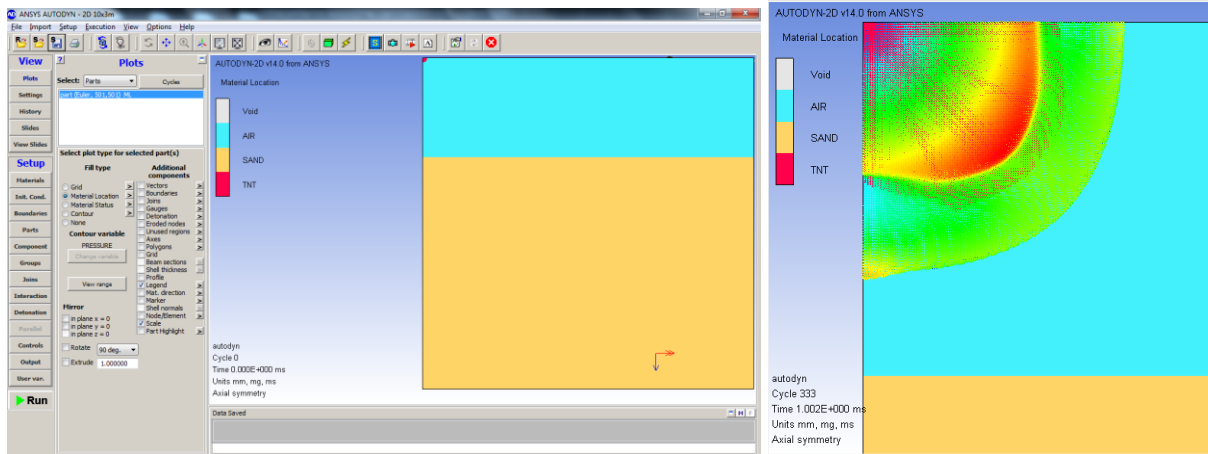 ANSYS AUTODYN - 2D 10x3m
File Import Setup Execution View Options Help
View
Plots
Settings
History
Slides
View Slides
Setup
Materials
Init. Cond.
Boundaries
Parts
Component
Groups
Joins
Interaction
Detonation
Parallel
Controls
Output
User var.
Run
?
Plots
Select: Parts
Cycles
part (Euler, 501,501) ML
Select plot type for selected part(s)
Fill type
Grid
Material Location
Material Status
Contour
None
Contour variable
PRESSURE
Change variable
View range
Mirror
in plane x = 0
in plane y = 0
in plane z = 0
Rotate 90 deg.
Extrude 1.000000
Additional
components
Vectors
Boundaries
Joins
Gauges
Detonation
Eroded nodes
Unused regions
Axes
Polygons
Grid
Beam sections
Shell thickness
Profile
Legend
Mat. direction
Marker
Shell normals
Node/Element
Scale
Part Highlight
AUTODYN-2D v14.0 from ANSYS
Material Location
Void
AIR
SAND
TNT
autodyn
Cycle 0
Time 0.000E+000 ms
Units mm, mg, ms
Axial symmetry
Data Saved
AUTODYN-2D v14.0 from ANSYS
Material Location
Void
AIR
SAND
TNT
autodyn
Cycle 333
Time 1.002E+000 ms
Units mm, mg, ms
Axial symmetry